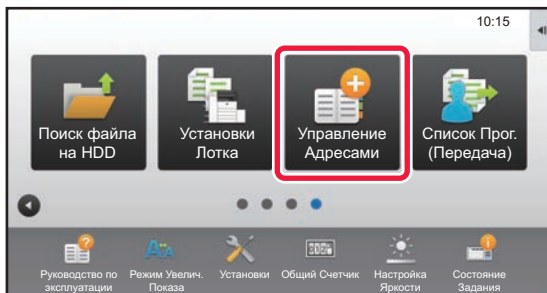 10:15
Поиск файла
на HDD
Установки
Лотка
Управление
Адресами
Список Прог.
(Передача)
Руководство по
эксплуатации
Режим Увелич.
Показа
Установки
Общий Счетчик
Настройка
Яркости
Состояние
Задания